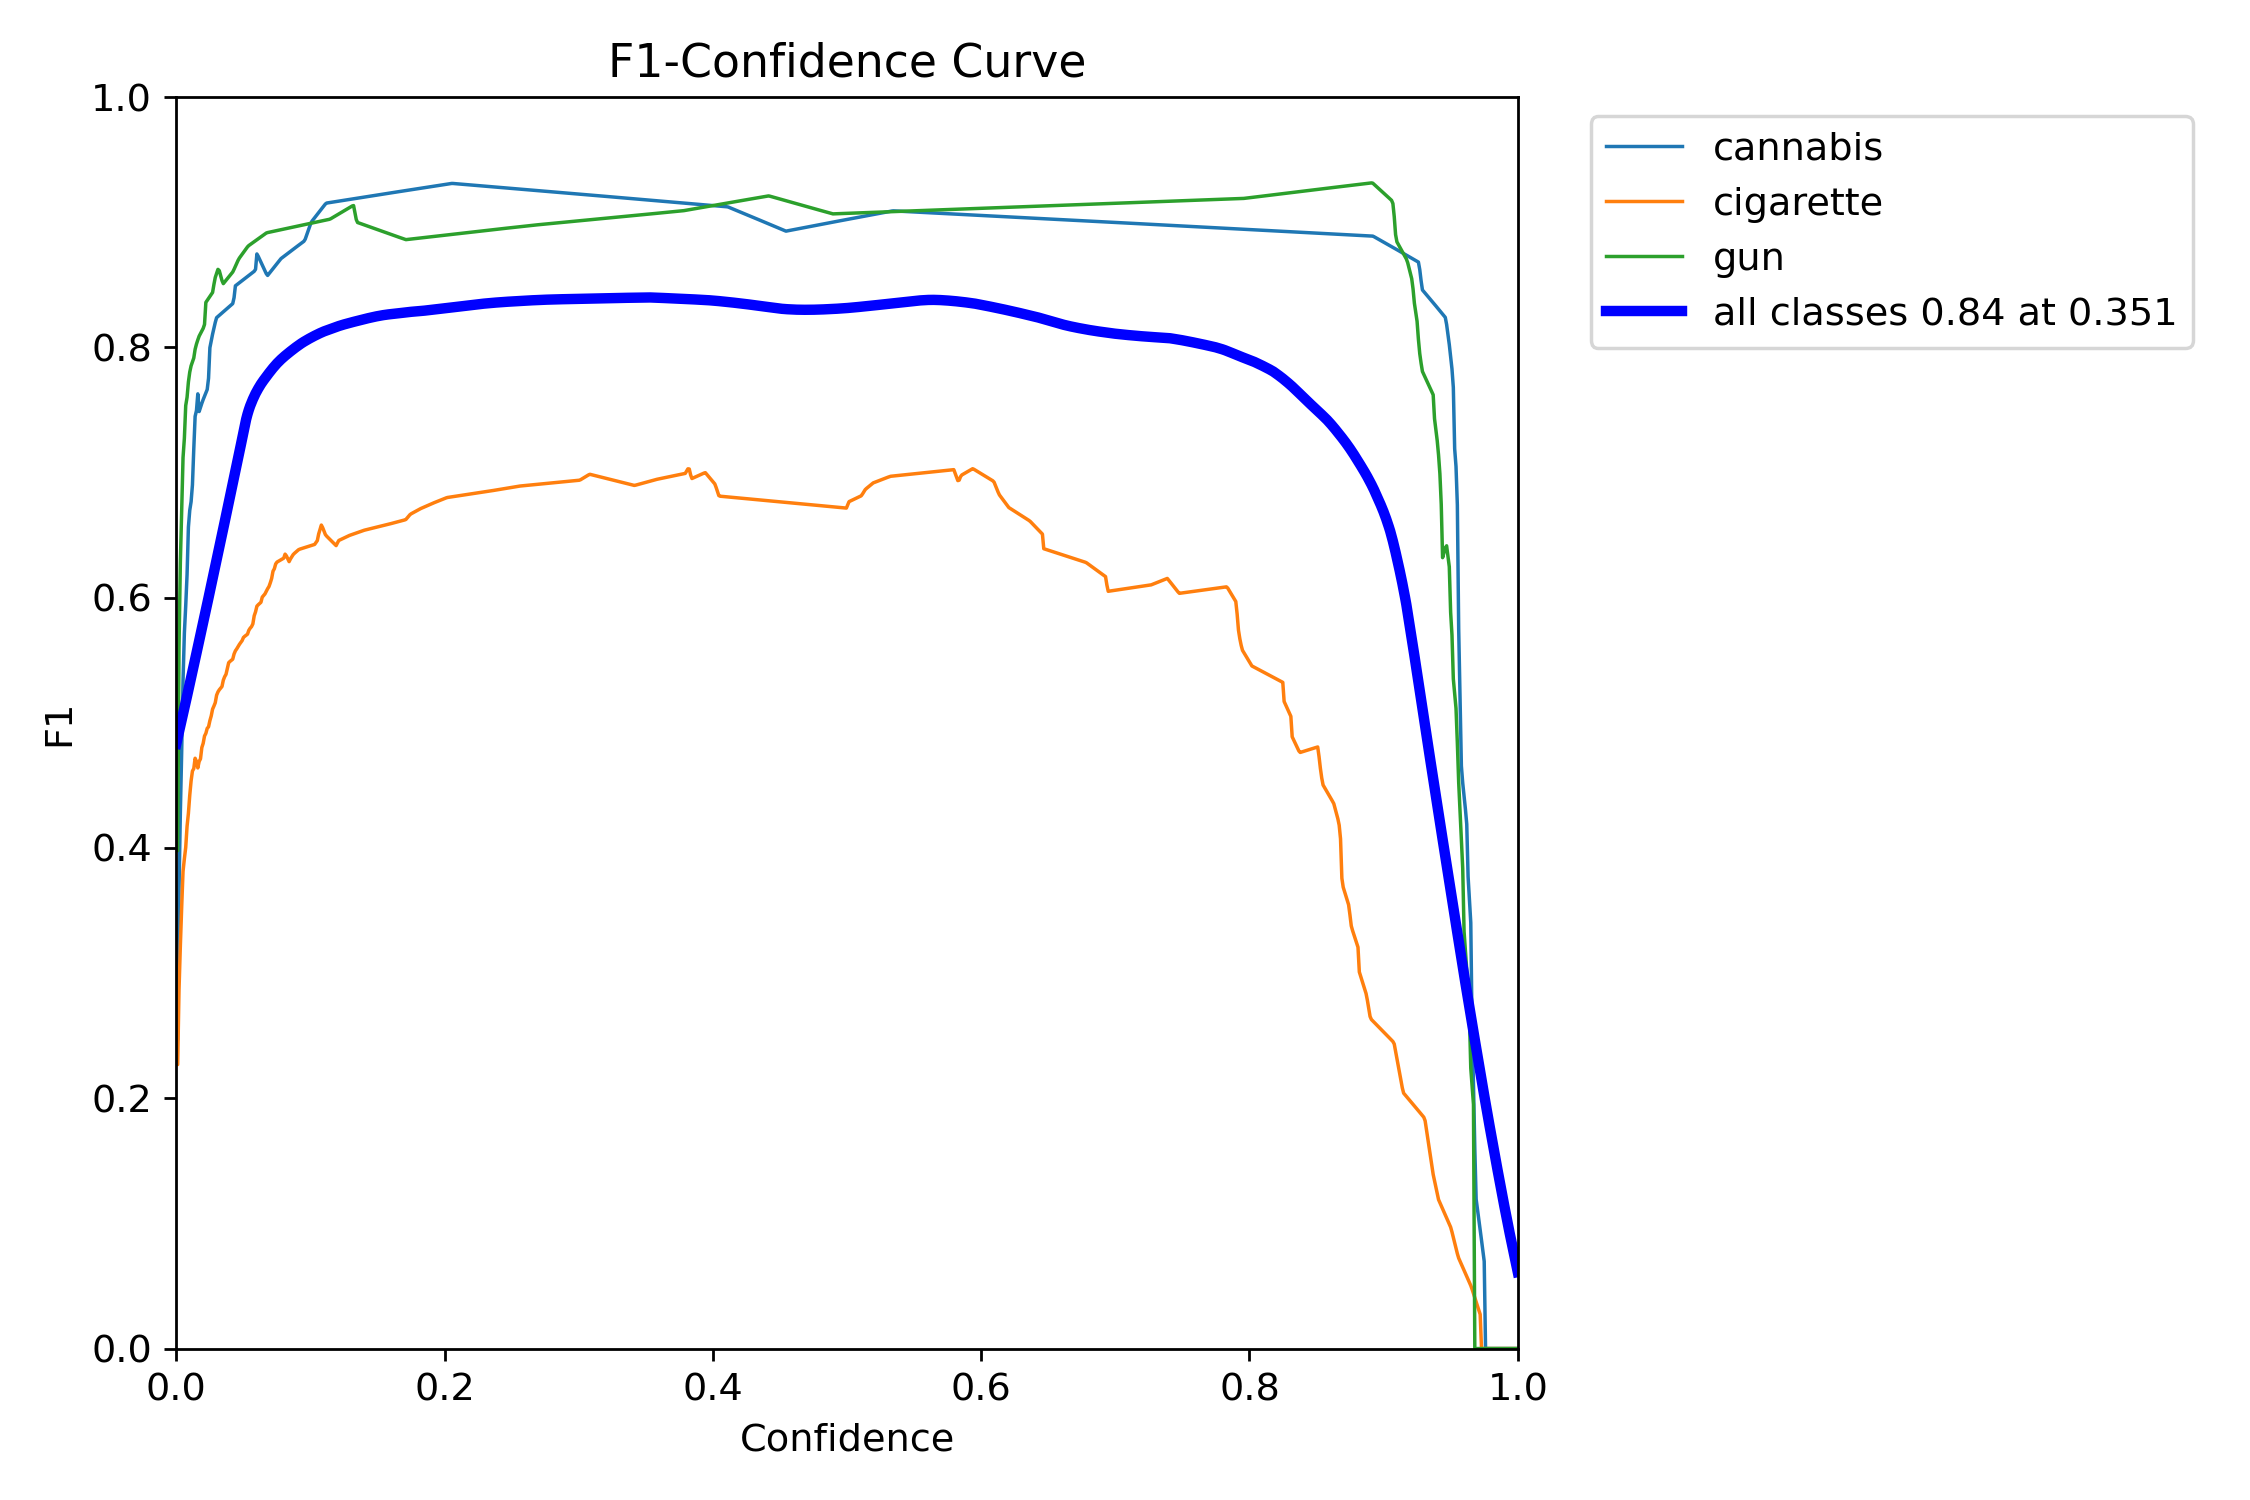 F1-Confidence Curve
1.0
0.8
0.6
0.4
0.2
0.0
F1
0.0 0.2 0.4 0.6 0.8 1.0
Confidence
cannabis
cigarette
gun
all classes 0.84 at 0.351